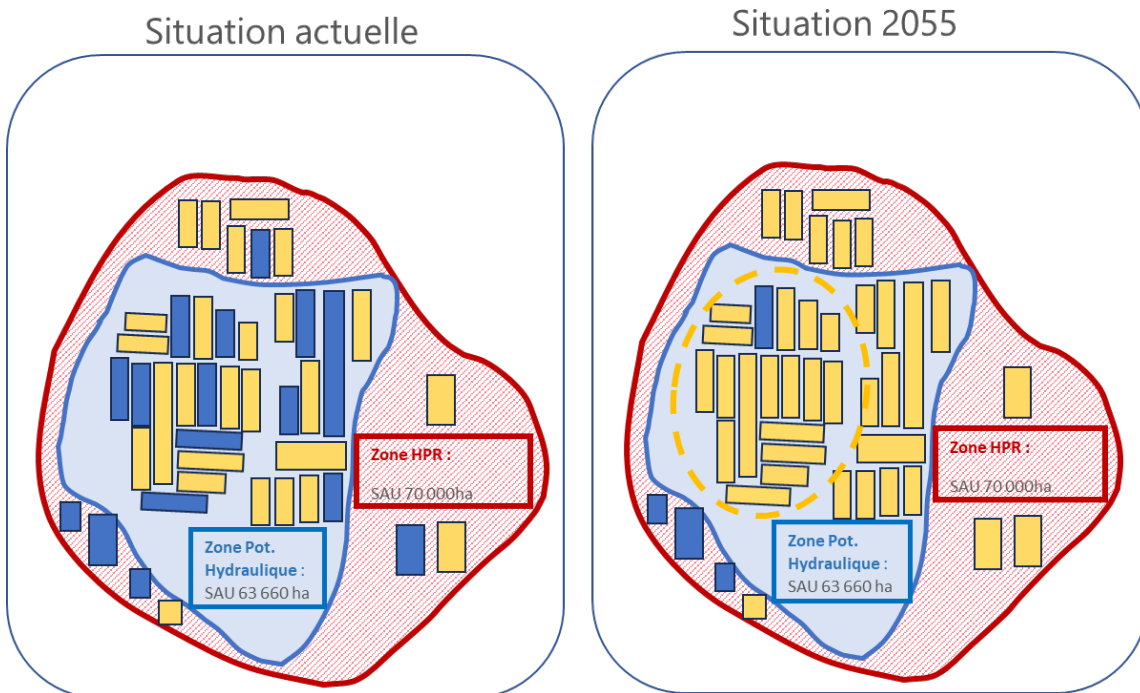 Situation actuelle
Zone HPR :
SAU 70 000ha
Zone Pot.
Hydraulique :
SAU 63 660 ha
Situation 2055
Zone HPR :
SAU 70 000ha
Zone Pot.
Hydraulique :
SAU 63 660 ha